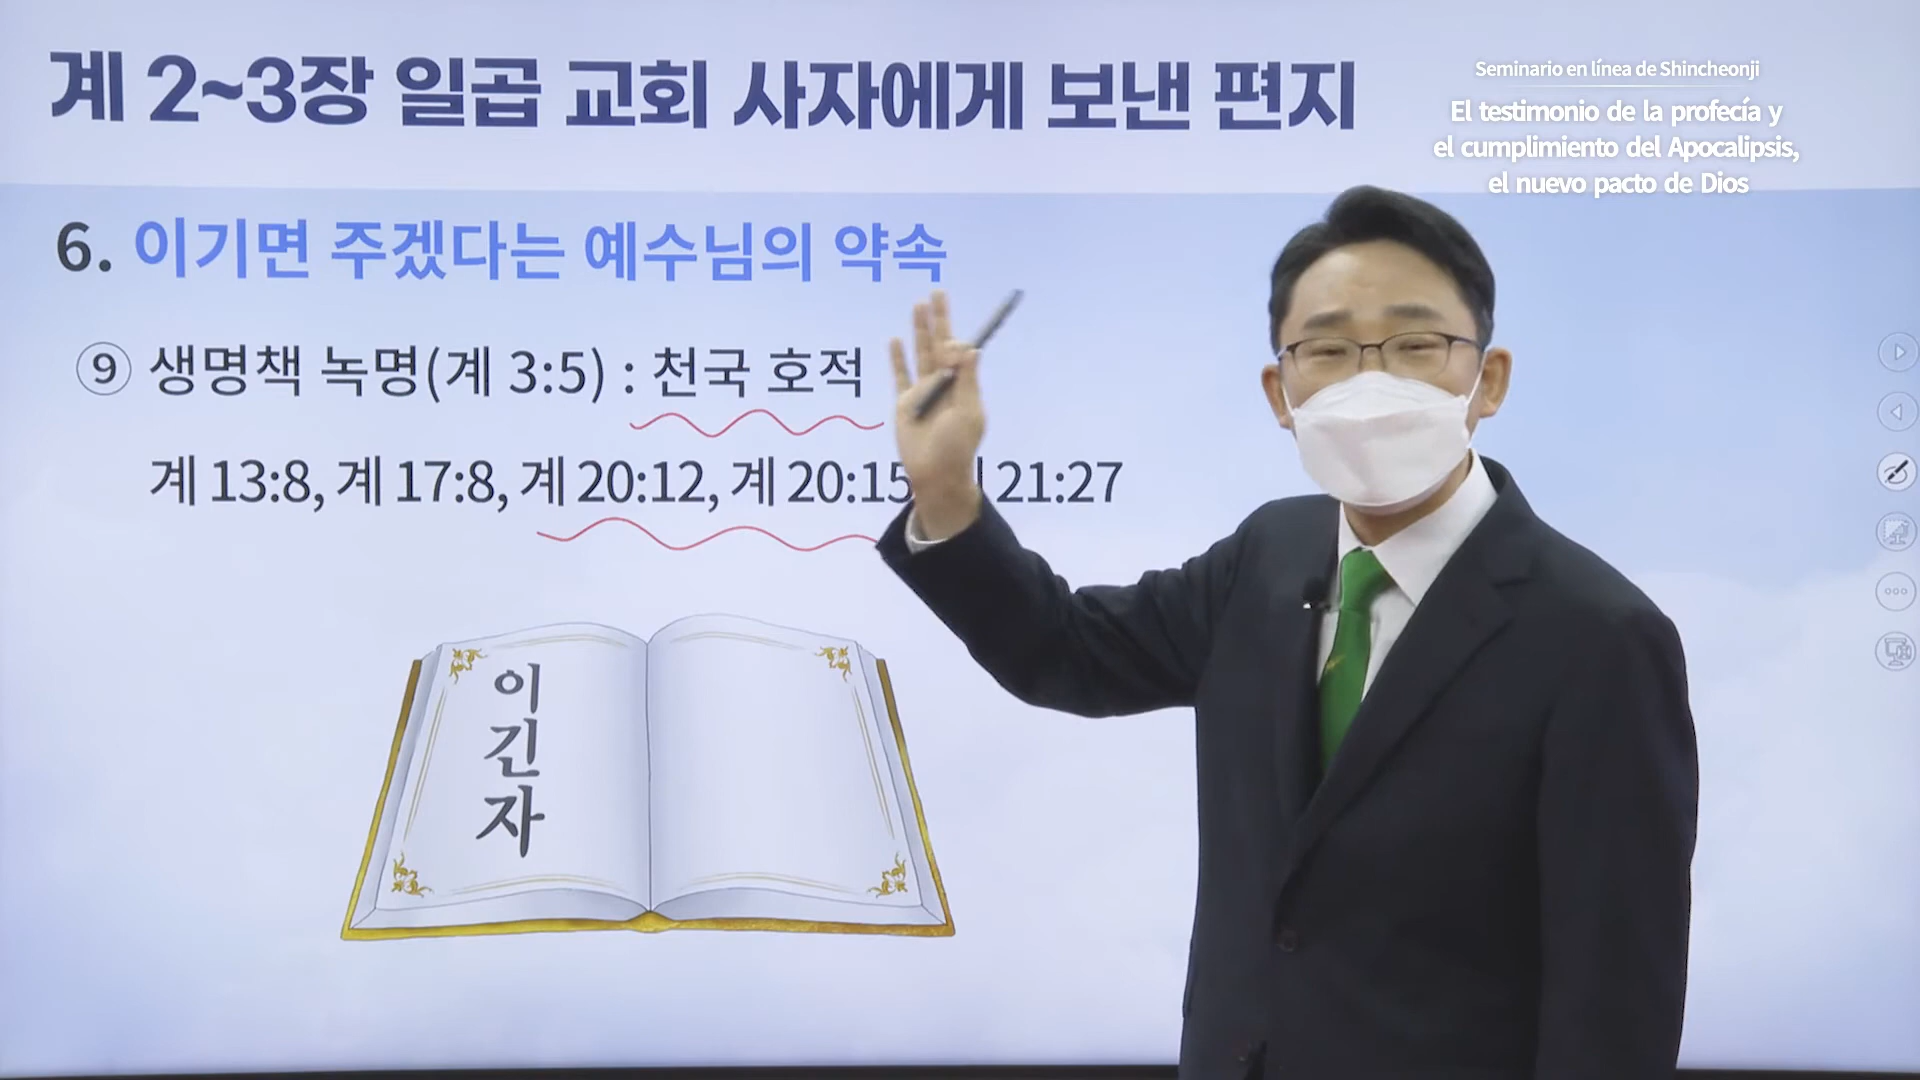 계 2~3장 일곱 교회 사자에게 보낸 편지
Seminario en línea de Shincheonji
El testimonio de la profecía y
el cumplimiento del Apocalipsis,
el nuevo pacto de Dios
6. 이기면 주겠다는 예수님의 약속
⑨ 생명책 녹명(계 3:5) : 천국 호적
계 13:8, 계 17:8, 계 20:12, 계 20:15 21:27
이
긴
자